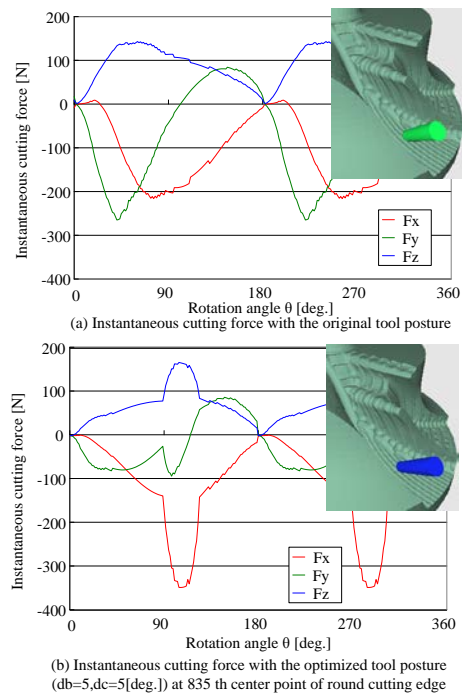 200
100
0
-100
-200
-300
-400
Instantaneous cutting force [N]
Fx
Fy
Fz
0 90 180 270 360
Rotation angle θ [deg.]
(a) Instantaneous cutting force with the original tool posture
200
100
0
-100
-200
-300
-400
Instantaneous cutting force [N]
Fx
Fy
Fz
0 90 180 270 360
Rotation angle θ [deg.]
(b) Instantaneous cutting force with the optimized tool posture
(db=5,dc=5[deg.]) at 835 th center point of round cutting edge